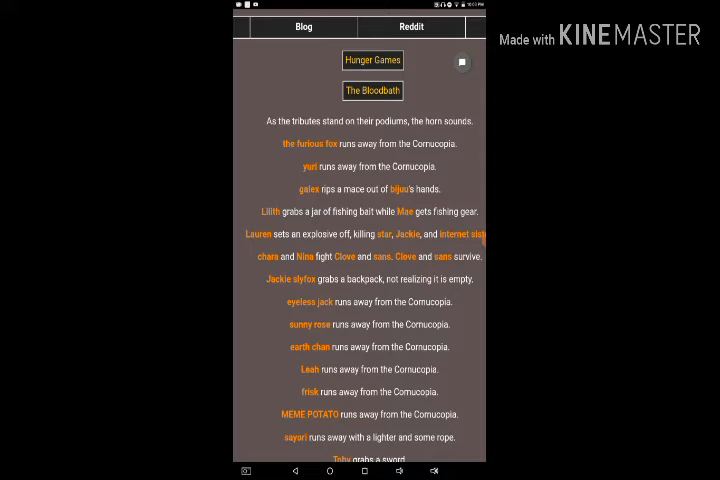 10:03 PM
Made with KINEMASTER
Blog Reddit
Hunger Games
The Bloodbath
As the tributes stand on their podiums, the horn sounds.
the furious fox runs away from the Cornucopia.
yuri runs away from the Cornucopia.
galex rips a mace out of bijuu's hands.
Lilith grabs a jar of fishing bait while Mae gets fishing gear.
Lauren sets an explosive off, killing star, Jackie, and internet
chara and Nina fight Clove and sans. Clove and sans survive.
Jackie slyfox grabs a backpack, not realizing it is empty.
eyeless jack runs away from the Cornucopia.
sunny rose runs away from the Cornucopia.
earth chan runs away from the Cornucopia.
Leah runs away from the Cornucopia.
frisk runs away from the Cornucopia.
MEME POTATO runs away from the Cornucopia.
sayori runs away with a lighter and some rope.
Toby grabs a sword.